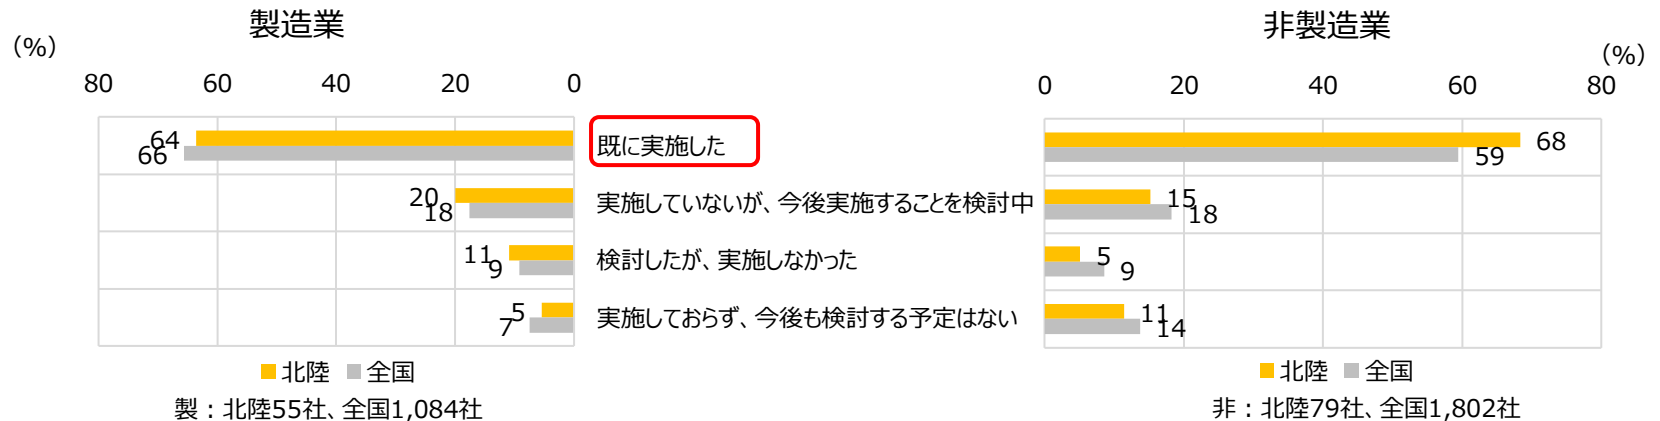 製造業
非製造業
(%)
(%)
80 60 40 20 0
0 20 40 60 80
64
66
既に実施した
68
59
20
18
実施していないが、今後実施することを検討中
15
18
11
9
検討したが、実施しなかった
5
9
5
7
実施しておらず、今後も検討する予定はない
11
14
北陸 全国
北陸 全国
製：北陸55社、全国1,084社
非：北陸79社、全国1,802社